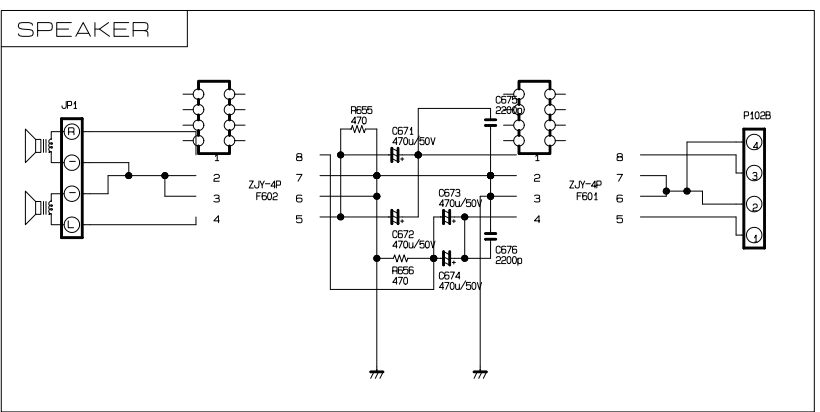 SPEAKER
JP1
R
-
-
L
1
2
3
4
ZJY-4P
F602
8
7
6
5
R655
470
C671
470u/50V
C672
470u/50V
R656
470
C673
470u/50V
C674
470u/50V
C675
2200p
C676
2200p
1
2
3
4
ZJY-4P
F601
8
7
6
5
P102B
4
3
2
1